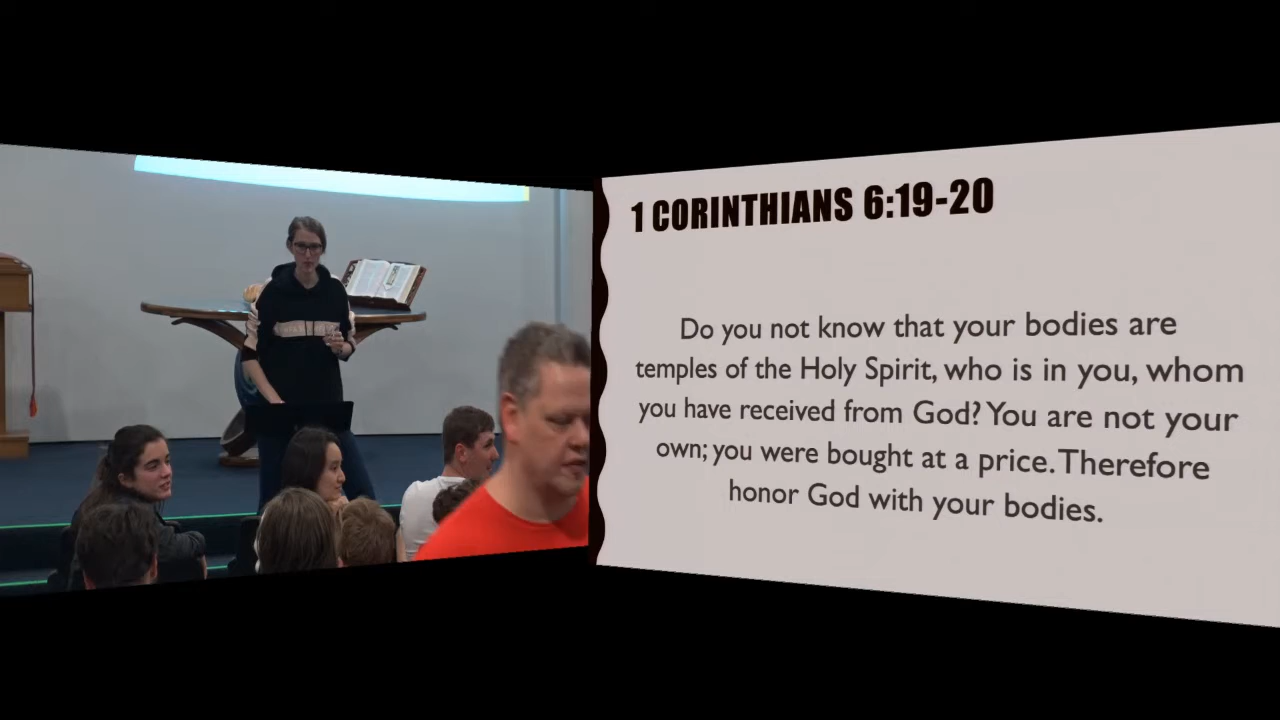 1 CORINTHIANS 6:19-20
Do you not know that your bodies are
temples of the Holy Spirit, who is in you, whom
you have received from God? You are not your
own; you were bought at a price. Therefore
honor God with your bodies.